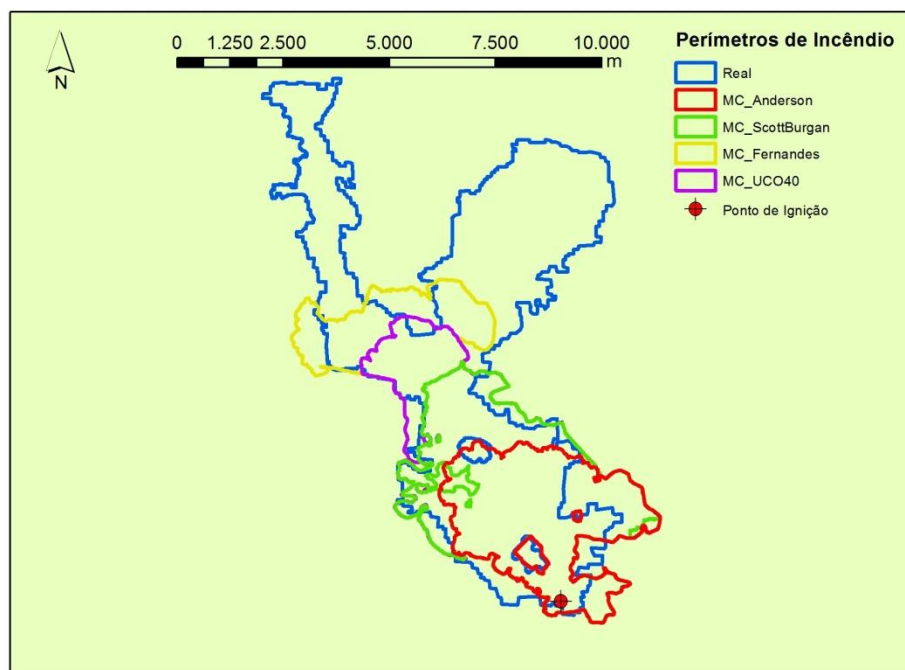 0 1.250 2.500 5.000 7.500 10.000
m
N
Perímetros de Incêndio
Real
MC_Anderson
MC_ScottBurgan
MC_Fernandes
MC_UCO40
Ponto de Ignição